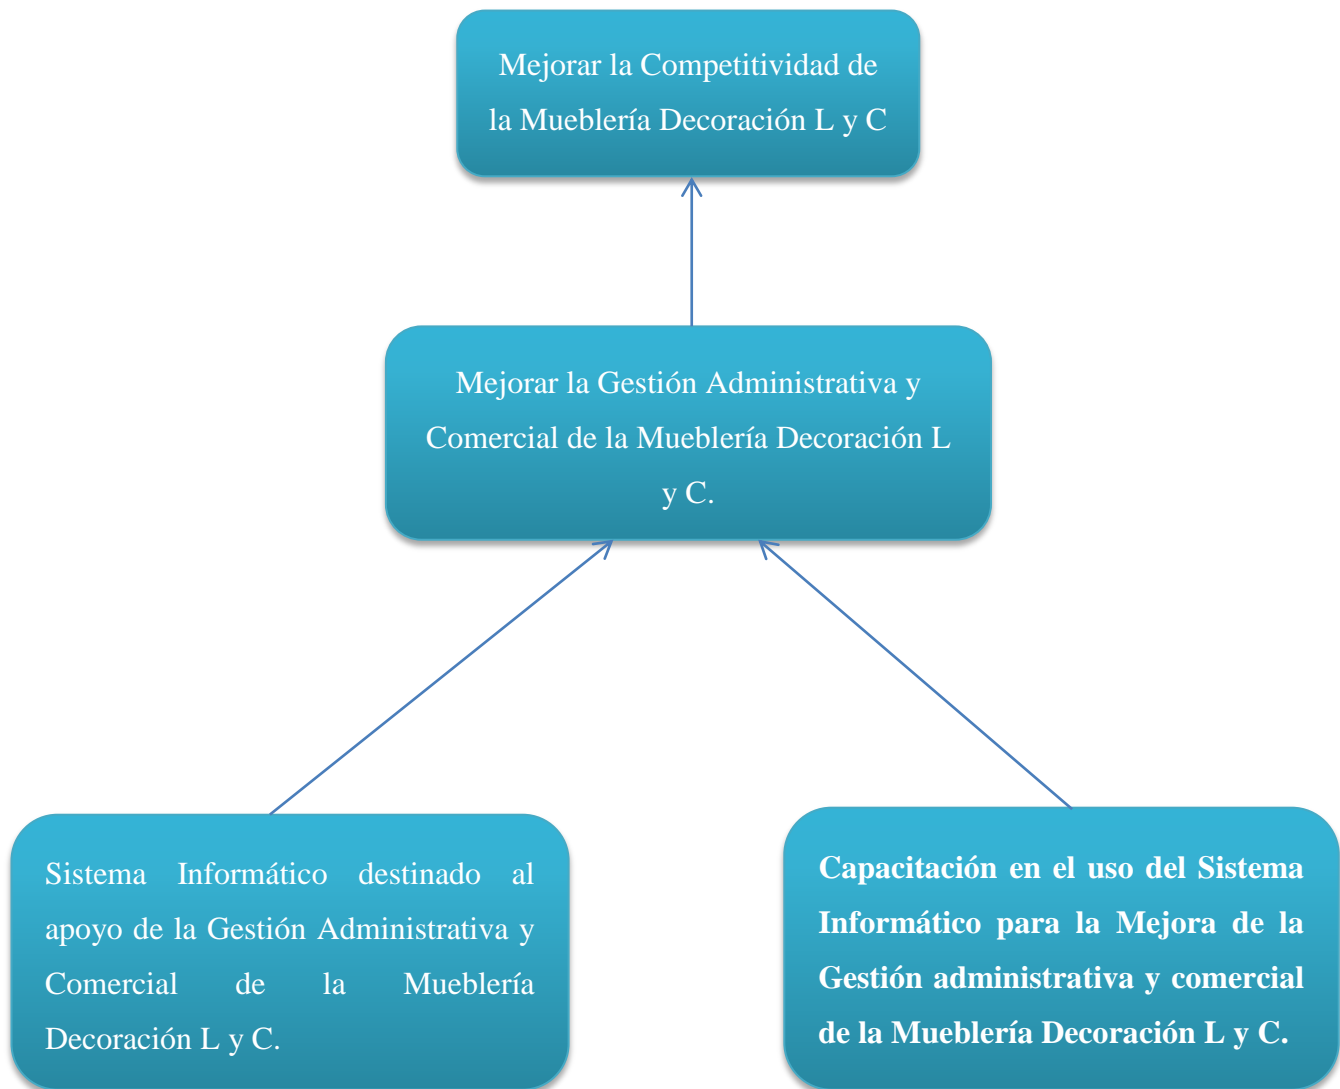 Mejorar la Competitividad de
la Mueblería Decoración L y C
Mejorar la Gestión Administrativa y
Comercial de la Mueblería Decoración L
y C.
Sistema Informático destinado al
apoyo de la Gestión Administrativa y
Comercial de la Mueblería
Decoración L y C.
Capacitación en el uso del Sistema
Informático para la Mejora de la
Gestión administrativa y comercial
de la Mueblería Decoración L y C.